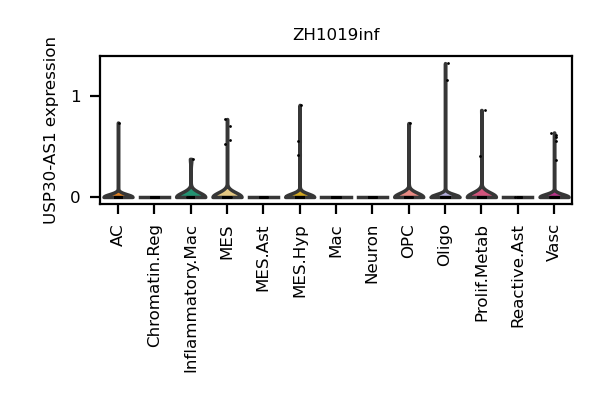 ZH1019inf
USP30-AS1 expression
1
0
AC
Chromatin.Reg
Inflammatory.Mac
MES
MES.Ast
MES.Hyp
Mac
Neuron
OPC
Oligo
Prolif.Metab
Reactive.Ast
Vasc